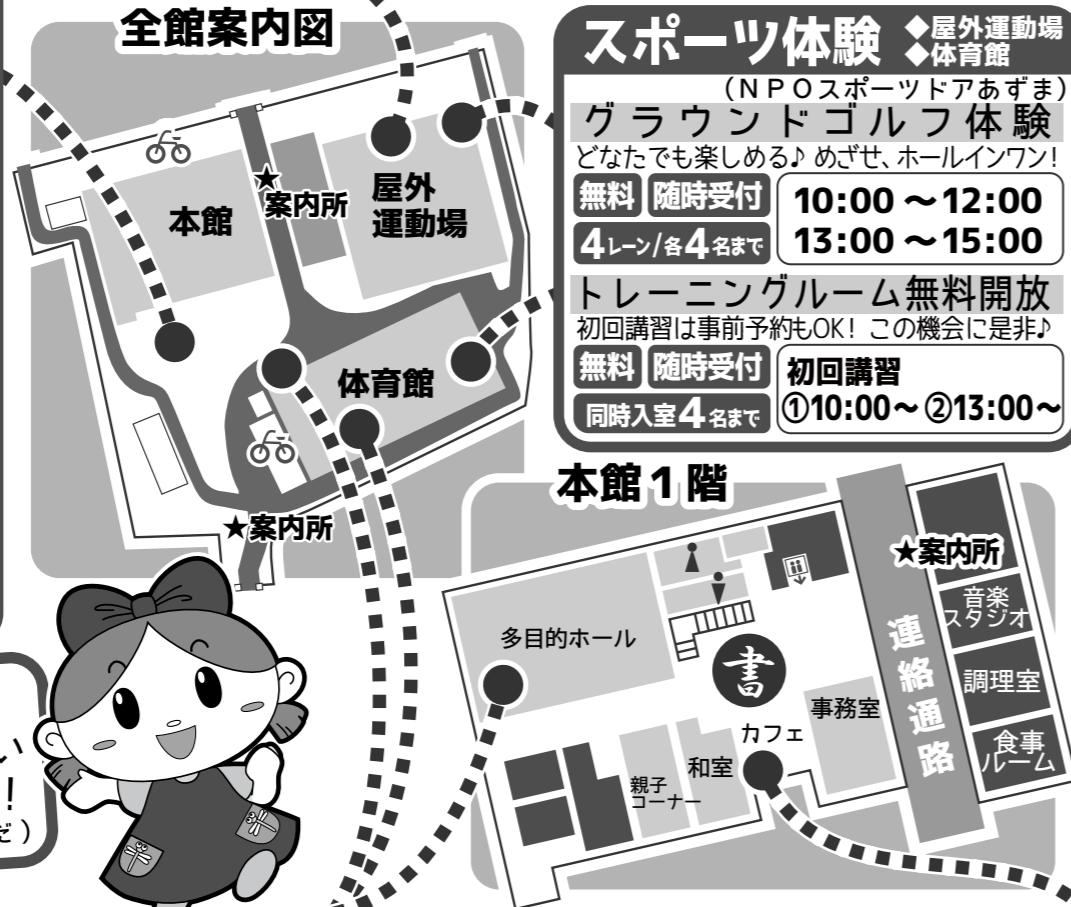 全館案内図
本館
★
案内所
屋外
運動場
体育館
★案内所
スポーツ体験
◆屋外運動場
◆体育館
（ＮＰＯスポーツドアあずま）
グラウンドゴルフ体験
どなたでも楽しめる♪ めざせ、ホールインワン！
無料 随時受付
4レーン/各4名まで
10:00 ～12:00
13:00 ～15:00
トレーニングルーム無料開放
初回講習は事前予約もOK！ この機会に是非♪
無料 随時受付
同時入室4名まで
初回講習
①10:00～ ②13:00～
本館１階
★案内所
多目的ホール
書
カフェ
事務室
和室
親子
コーナー
連絡通路
音楽
スタジオ
調理室
食事
ルーム
い
！
だ）